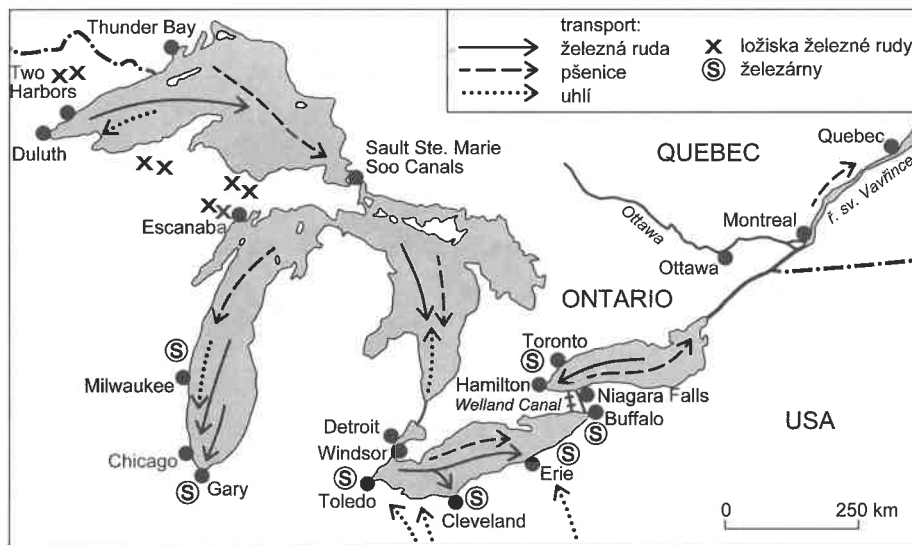 Thunder Bay
Two
Harbors
Duluth
Escanaba
Sault Ste. Marie
Soo Canals
transport:
železná ruda
pšenice
uhlí
x ložiska železné rudy
S železárny
QUEBEC
Quebec
ř. sv. Vavřince
Montreal
Ottawa
Ottawa
ONTARIO
S
Toronto
Hamilton
Welland Canal
Niagara Falls
Buffalo
S
USA
S
Milwaukee
Chicago
S
Gary
Detroit
Windsor
S
Toledo
S
Cleveland
Erie
0
250 km